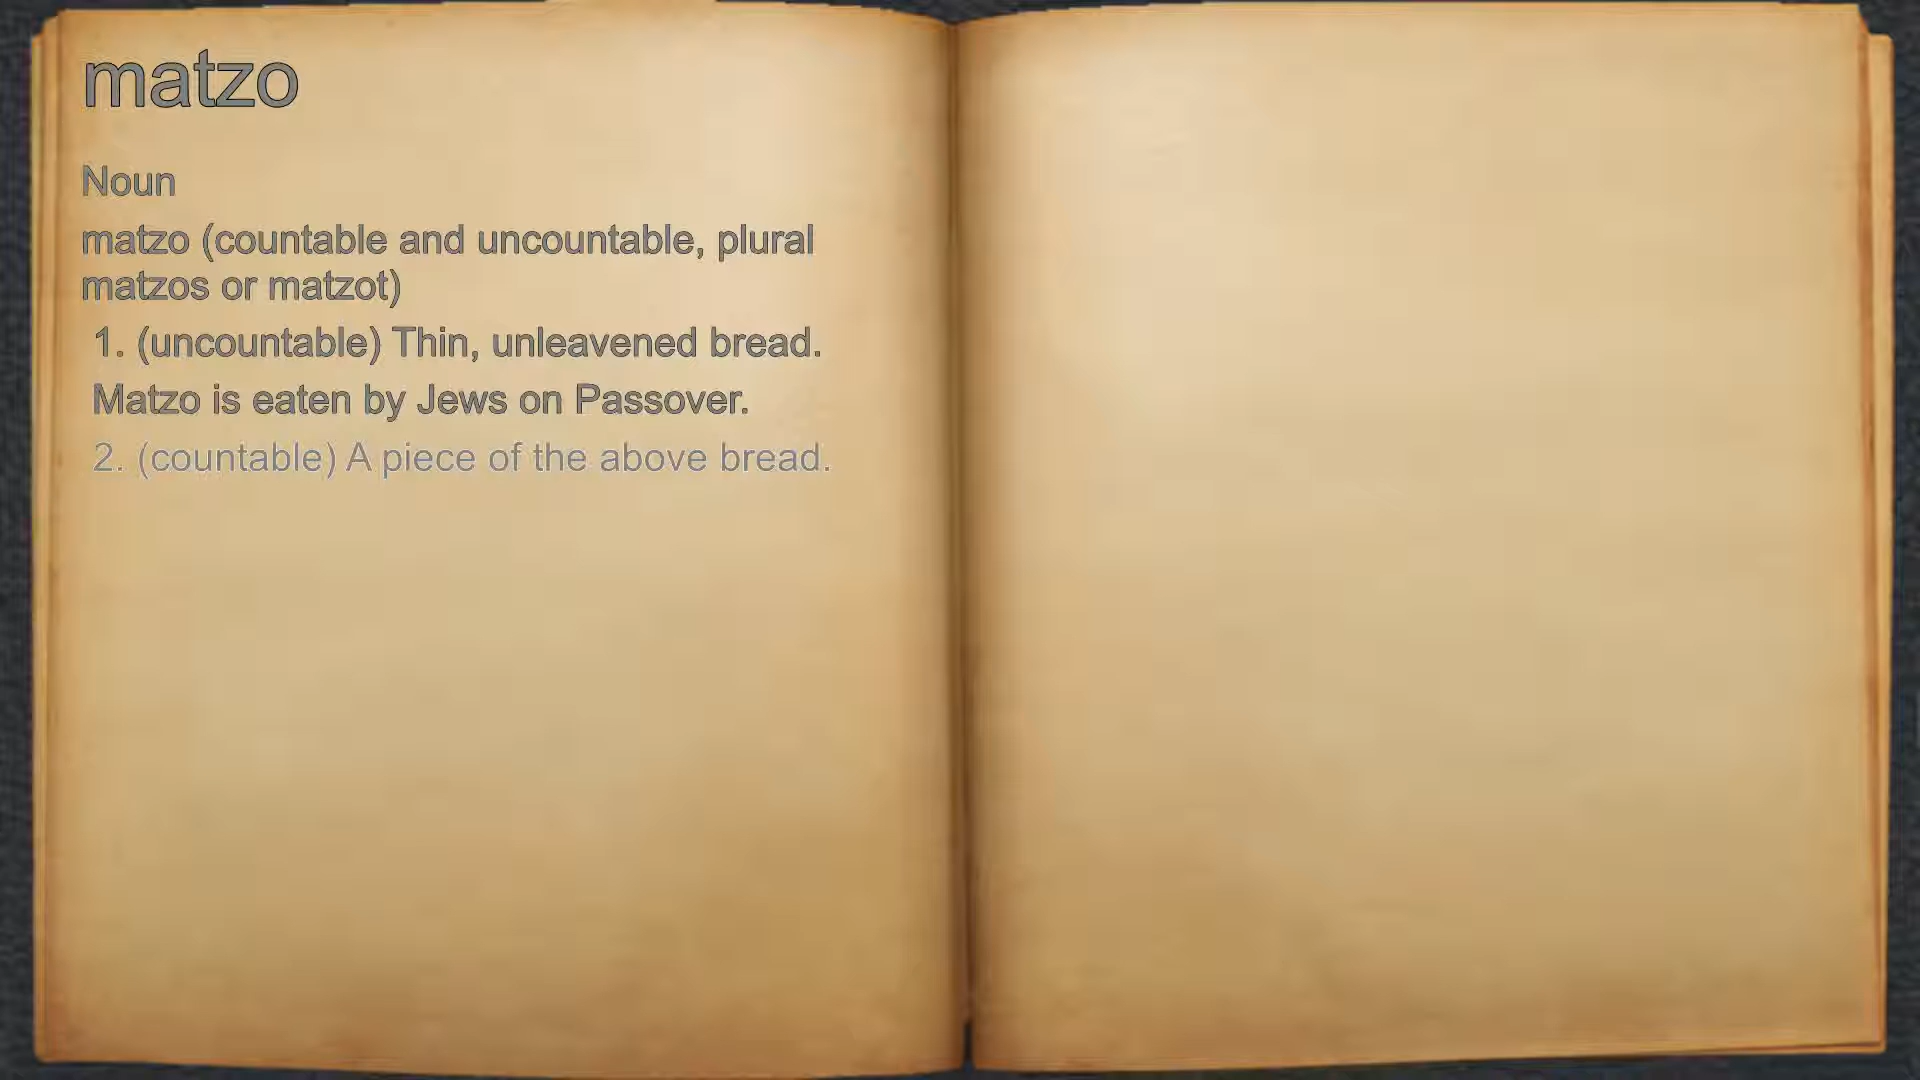 matzo
Noun
matzo (countable and uncountable, plural
matzos or matzot)
1. (uncountable) Thin, unleavened bread.
Matzo is eaten by Jews on Passover.
2. (countable) A piece of the above bread.